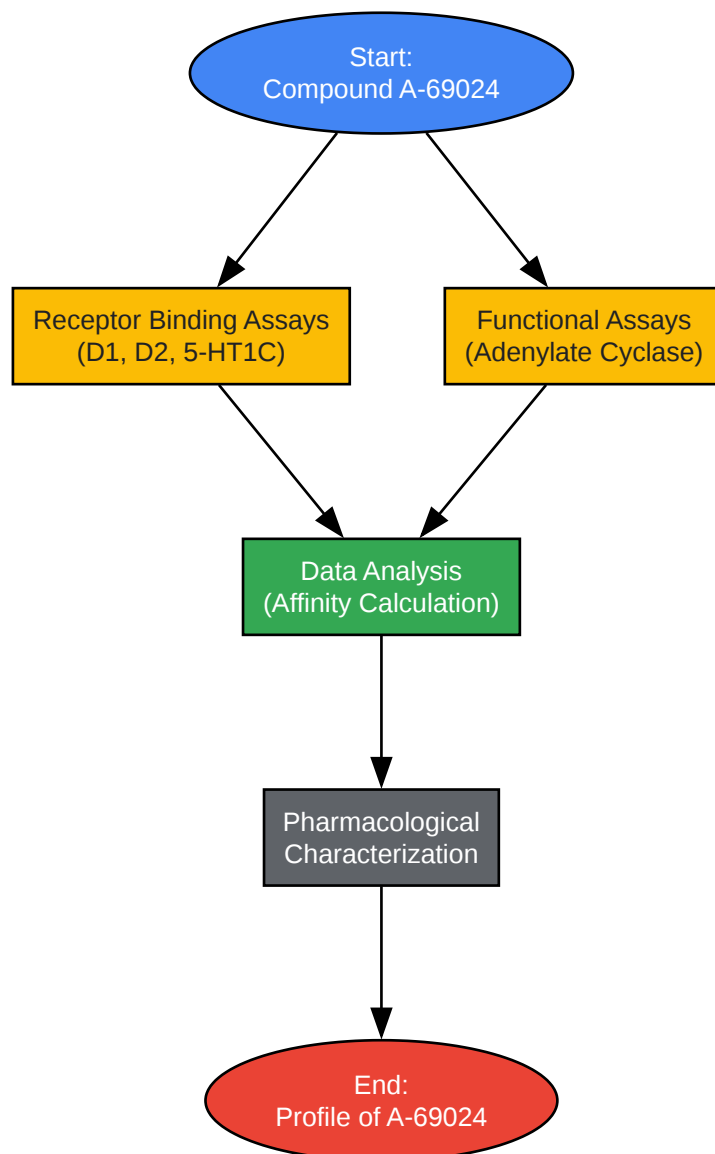 Start:
Compound A-69024
Receptor Binding Assays
(D1, D2, 5-HT1C)
Functional Assays
(Adenylate Cyclase)
Data Analysis
(Affinity Calculation)
Pharmacological
Characterization
End:
Profile of A-69024